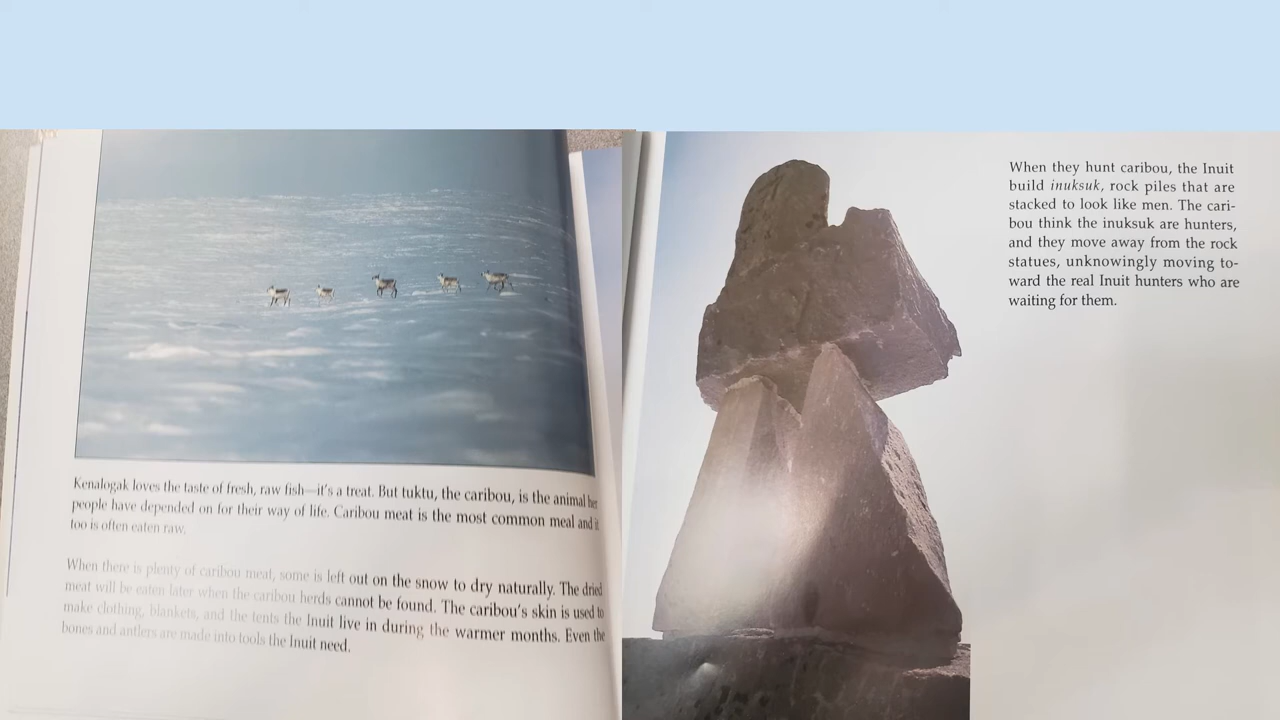 Kenalogak loves the taste of fresh, raw fish—it's a treat. But tuktu, the caribou, is the animal her
people have depended on for their way of life. Caribou meat is the most common meal and it
too is often eaten raw.
When there is plenty of caribou meat, some is left out on the snow to dry naturally. The dried
meat will be eaten later when the caribou herds cannot be found. The caribou's skin is used to
make clothing, blankets, and the tents the Inuit live in during the warmer months. Even the
bones and antlers are made into tools the Inuit need.
When they hunt caribou, the Inuit
build inuksuk, rock piles that are
stacked to look like men. The cari-
bou think the inuksuk are hunters,
and they move away from the rock
statues, unknowingly moving to-
ward the real Inuit hunters who are
waiting for them.